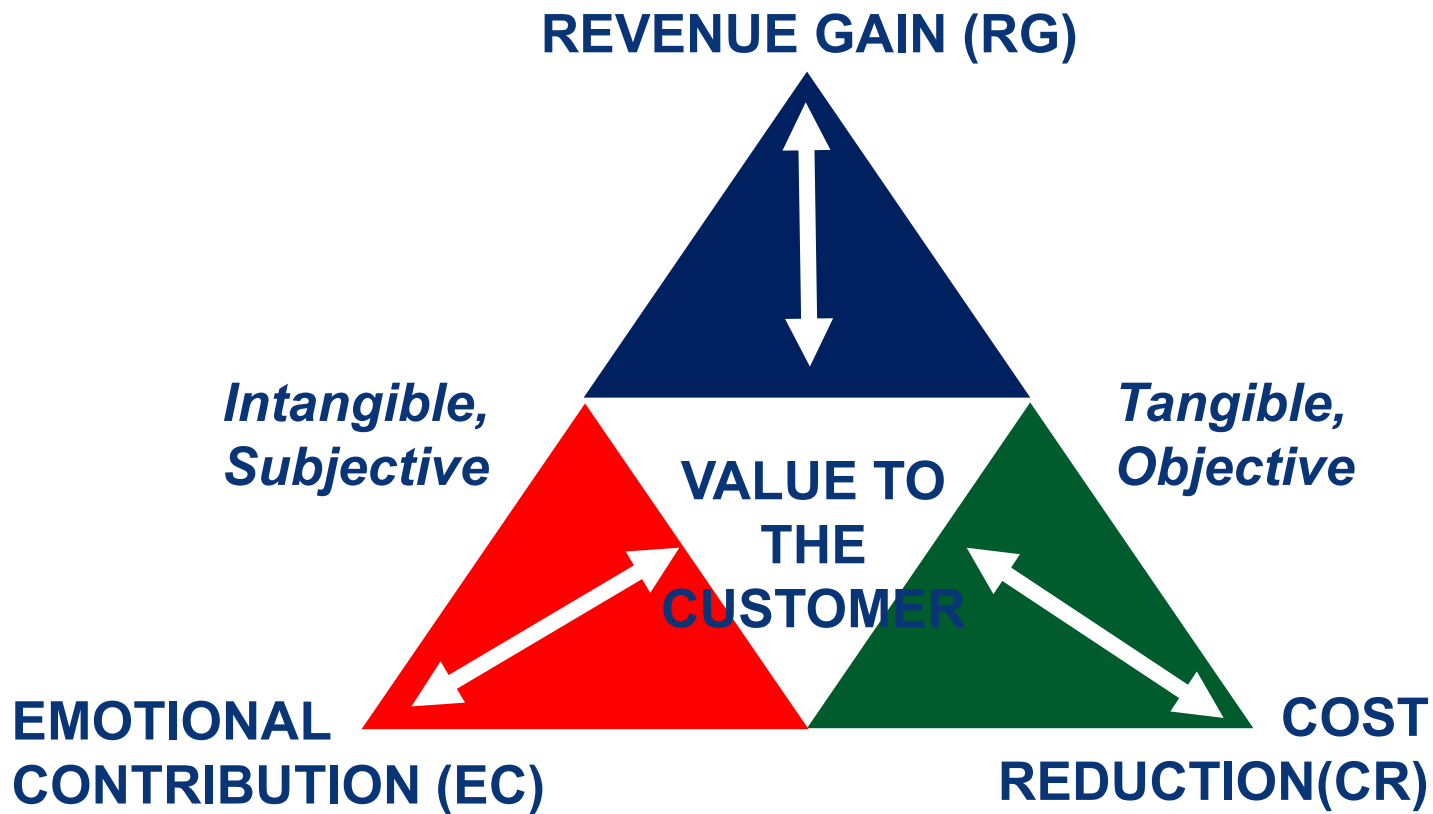 REVENUE GAIN (RG)
Intangible,
Subjective
Tangible,
Objective
VALUE TO
THE
CUSTOMER
EMOTIONAL
CONTRIBUTION (EC)
COST
REDUCTION(CR)